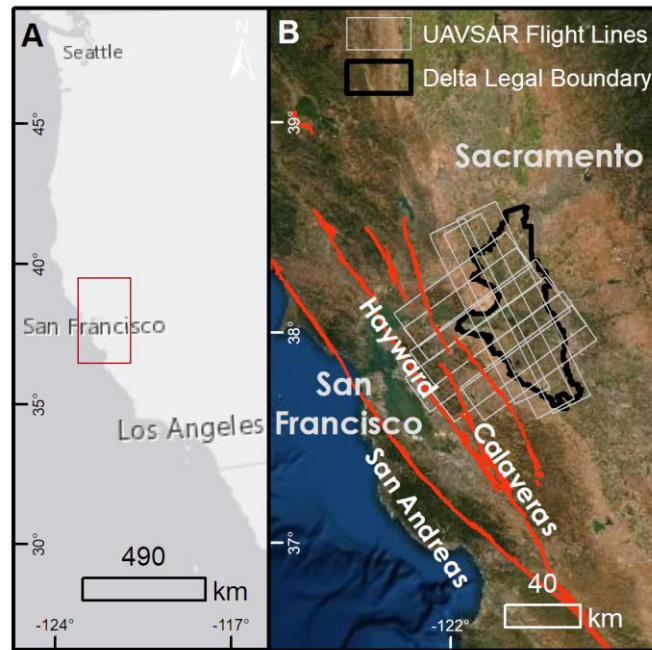 A
Seattle
45°
40°
San Francisco
35°
Los Angeles
30°
490
km
-124°
-117°
B
UAVSAR Flight Lines
Delta Legal Boundary
39°
Sacramento
38°
Hayward
San
Francisco
Calaveras
San Andreas
37°
40
km
-122°